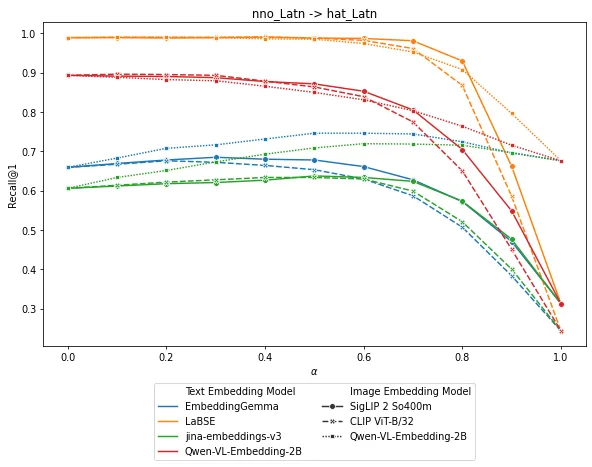 nno_Latn -> hat_Latn
Recall@1
0.9
1.0
0.8
0.7
0.6
0.5
0.4
0.3
0.0
0.2
0.4
0.6
0.8
1.0
α
Text Embedding Model
EmbeddingGemma
LaBSE
jina-embeddings-v3
Qwen-VL-Embedding-2B
Image Embedding Model
SigLIP 2 So400m
CLIP ViT-B/32
Qwen-VL-Embedding-2B